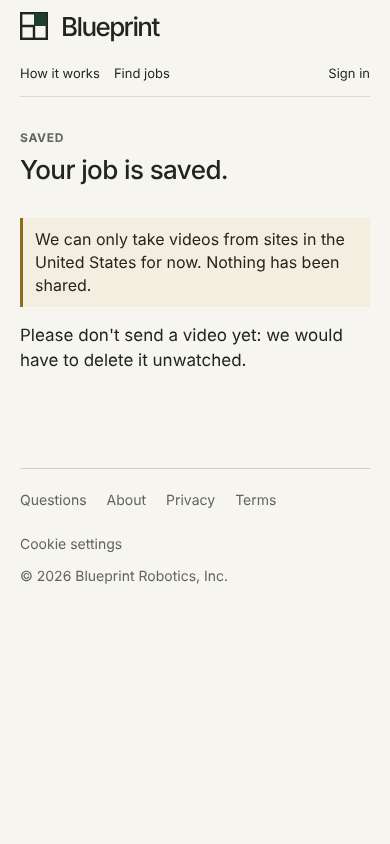 Blueprint
How it works Find jobs Sign in
SAVED
Your job is saved.
We can only take videos from sites in the
United States for now. Nothing has been
shared.
Please don't send a video yet: we would
have to delete it unwatched.
Questions About Privacy Terms
Cookie settings
© 2026 Blueprint Robotics, Inc.